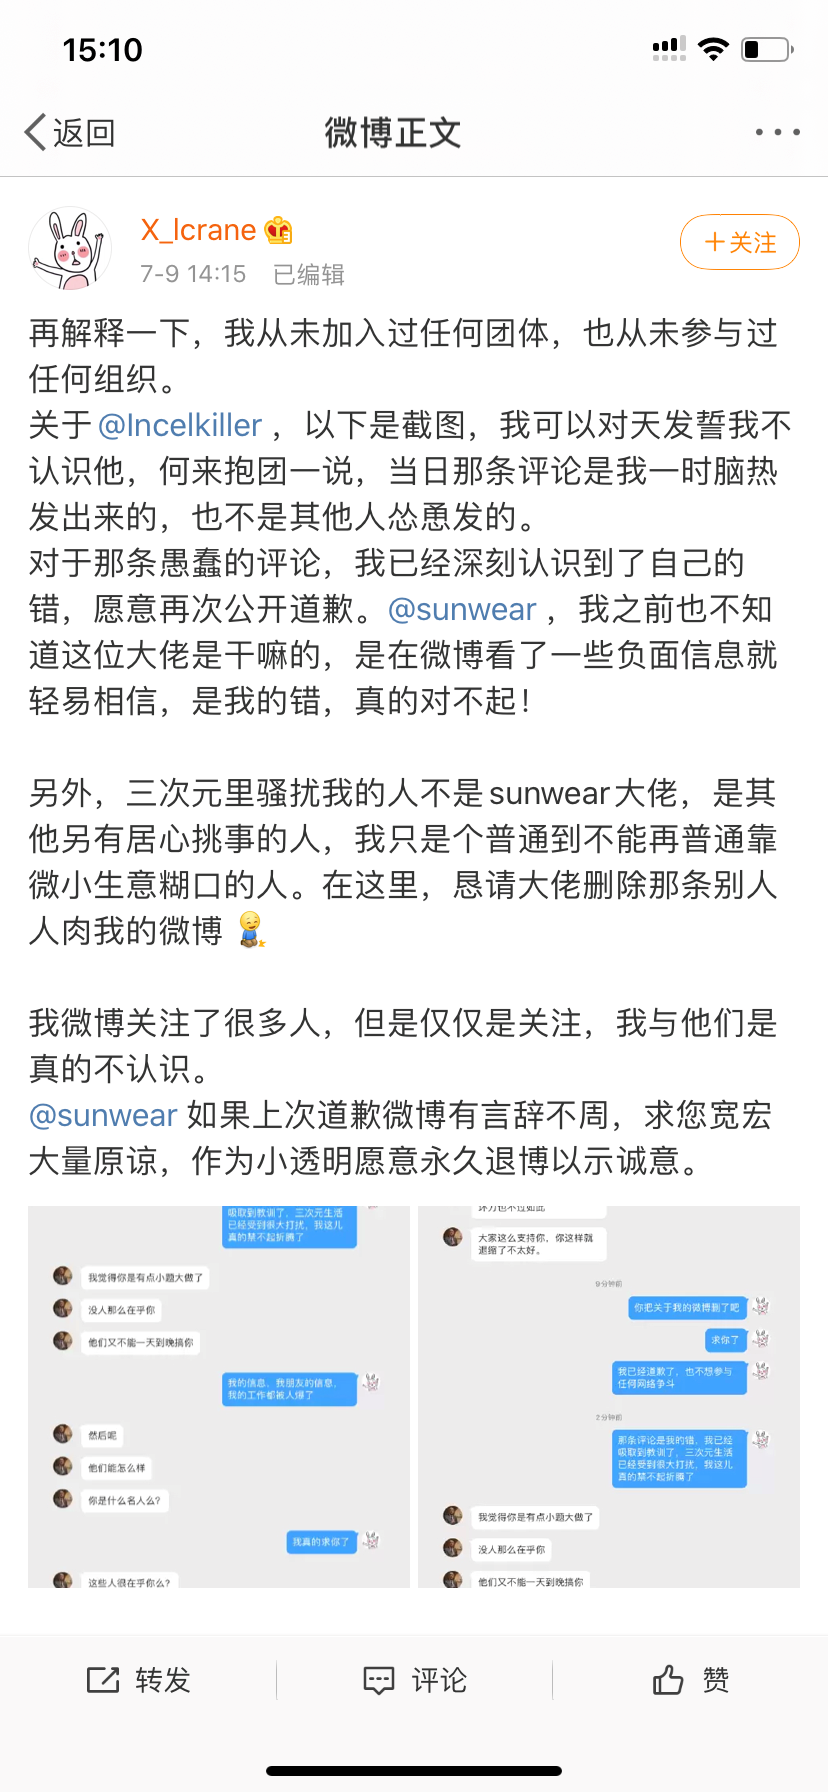 15:10
返回
微博正文
X_lcrane
7-9 14:15 已编辑
+关注
再解释一下，我从未加入过任何团体，也从未参与过
任何组织。
关于@Incelkiller ，以下是截图，我可以对天发誓我不
认识他，何来抱团一说，当日那条评论是我一时脑热
发出来的，也不是其他人怂恿发的。
对于那条愚蠢的评论，我已经深刻认识到了自己的
错，愿意再次公开道歉。@sunwear ，我之前也不知
道这位大佬是干嘛的，是在微博看了一些负面信息就
轻易相信，是我的错，真的对不起！
另外，三次元里骚扰我的人不是sunwear大佬，是其
他另有居心挑事的人，我只是个普通到不能再普通靠
微小生意糊口的人。在这里，恳请大佬删除那条别人
人肉我的微博
我微博关注了很多人，但是仅仅是关注，我与他们是
真的不认识。
@sunwear 如果上次道歉微博有言辞不周，求您宽宏
大量原谅，作为小透明愿意永久退博以示诚意。
吸取到教训了，三次元生活
已经受到很大打扰，我这儿
真的禁不起折腾了
我觉得你是有点小题大做了
没人那么在乎你
他们又不能一天到晚搞你
我的信息，我朋友的信息，
我的工作都被人爆了
然后呢
他们能怎么样
你是什么名人么？
我真的求你了
这些人很在乎你么？
大家这么支持你，你这样就
退缩了不太好。
9分钟前
你把关于我的微博删了吧
求你了
我已经道歉了，也不想参与
任何网络争斗
2分钟前
那条评论是我的错，我已经
吸取到教训了，三次元生活
已经受到很大打扰，我这儿
真的禁不起折腾了
我觉得你是有点小题大做了
没人那么在乎你
他们又不能一天到晚搞你
转发
评论
赞